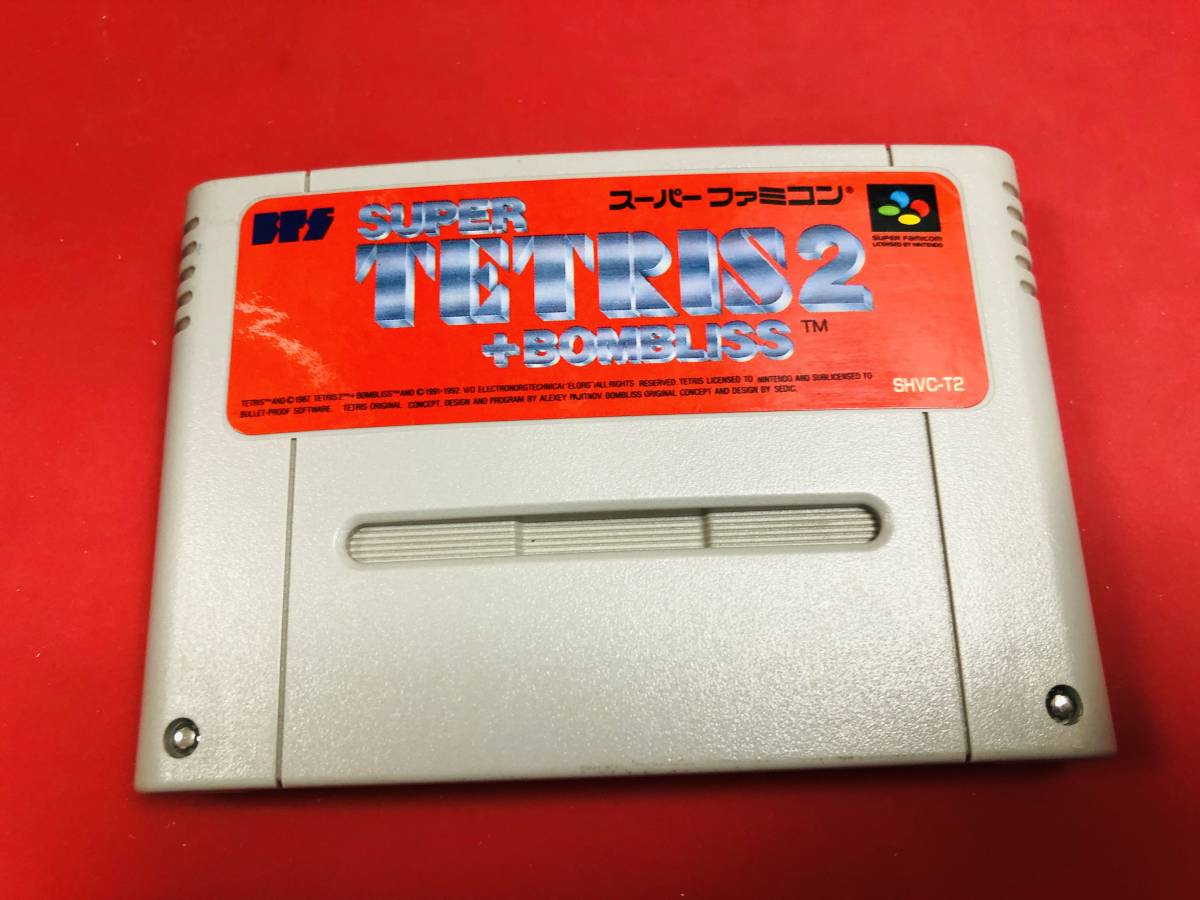 BPS
SUPER
TETRIS 2
+BOMBLISS™
スーパーファミコン®
SUPER FAMICOM
LICENSED BY NINTENDO
TETRIS™ AND © 1987. TETRIS 2™+BOMBLISS™ AND © 1991-1992. V/O ELECTRONORGTECHNICA("ELORG")ALL RIGHTS RESERVED. TETRIS LICENSED TO NINTENDO AND SUBLICENSED TO
BULLET-PROOF SOFTWARE. TETRIS ORIGINAL CONCEPT, DESIGN AND PROGRAM BY ALEXEY PAJITNOV. BOMBLISS ORIGINAL CONCEPT AND DESIGN BY SEDIC.
SHVC-T2